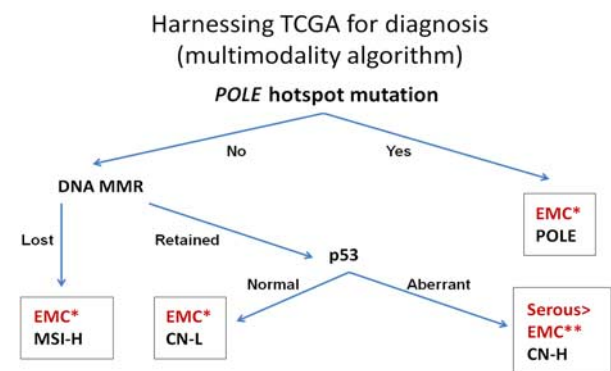 Harnessing TCGA for diagnosis
(multimodality algorithm)
POLE hotspot mutation
No
Yes
DNA MMR
EMC*
POLE
Lost
Retained
p53
Normal
Aberrant
EMC*
MSI-H
EMC*
CN-L
Serous>
EMC**
CN-H